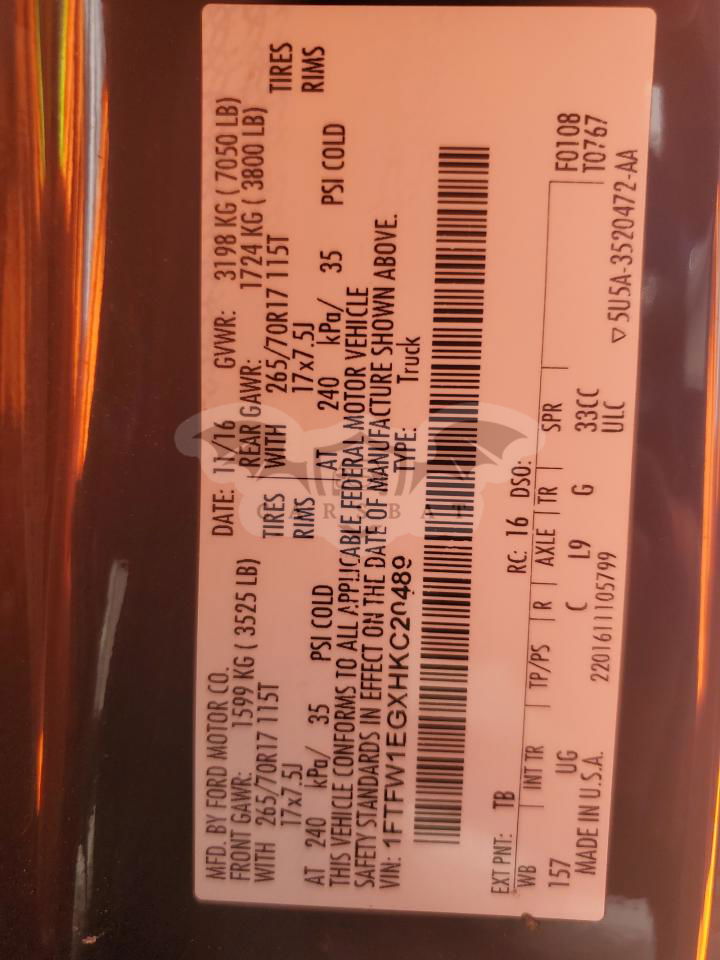 MFD. BY FORD MOTOR CO.
DATE: 11/16 GVWR: 3198 KG ( 7050 LB)
FRONT GAWR: 1599 KG ( 3525 LB)
REAR GAWR: 1724 KG ( 3800 LB)
WITH 265/70R17 115T TIRES
WITH 265/70R17 115T TIRES
17x7.5J RIMS
17x7.5J RIMS
AT 240 kPa/ 35 PSI COLD
AT 240 kPa/ 35 PSI COLD
THIS VEHICLE CONFORMS TO ALL APPLICABLE FEDERAL MOTOR VEHICLE
SAFETY STANDARDS IN EFFECT ON THE DATE OF MANUFACTURE SHOWN ABOVE.
VIN: 1FTFW1EGXHKC20489
TYPE: Truck
EXT PNT: TB RC: 16 DSO: F0108
T0767
WB INT TR TP/PS R AXLE TR SPR
157 UG C L9 G 33CC
ULC
MADE IN U.S.A. 2201611105799 ▽ 5U5A-3520472-AA
CARSBAT